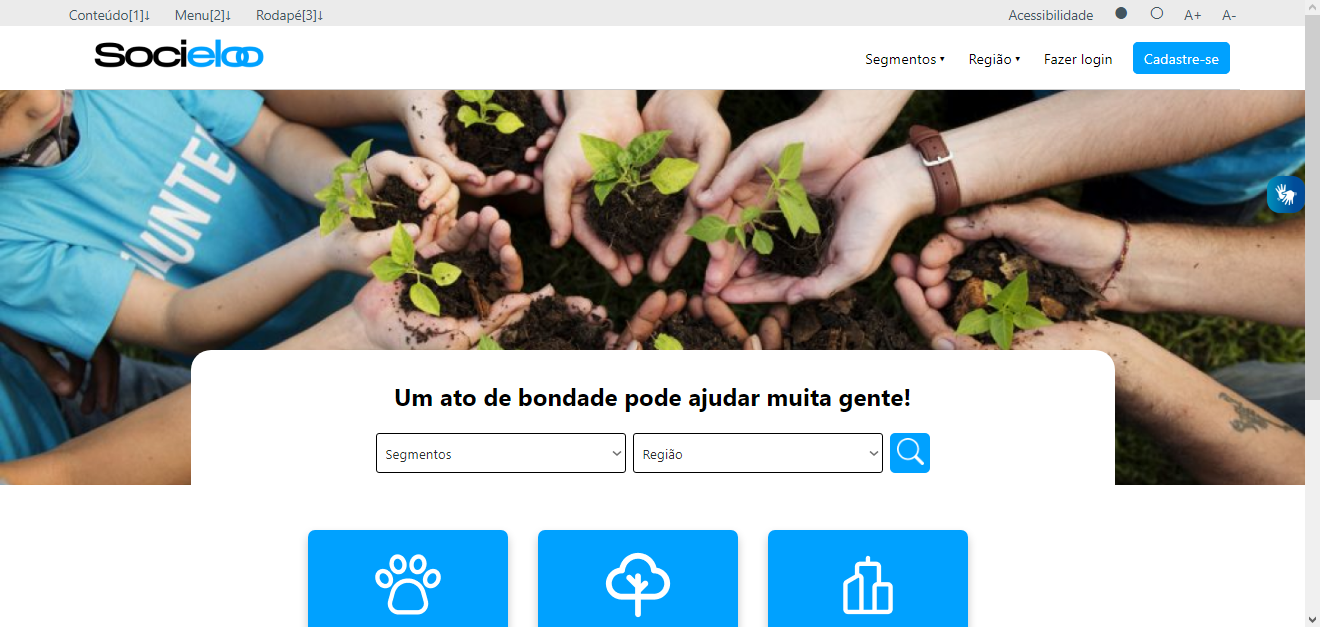 Conteúdo[1]↓ Menu[2]↓ Rodapé[3]↓ Acessibilidade A+ A-
Socieloo Segmentos ▾ Região ▾ Fazer login Cadastre-se
LUNTE
Um ato de bondade pode ajudar muita gente!
Segmentos Região